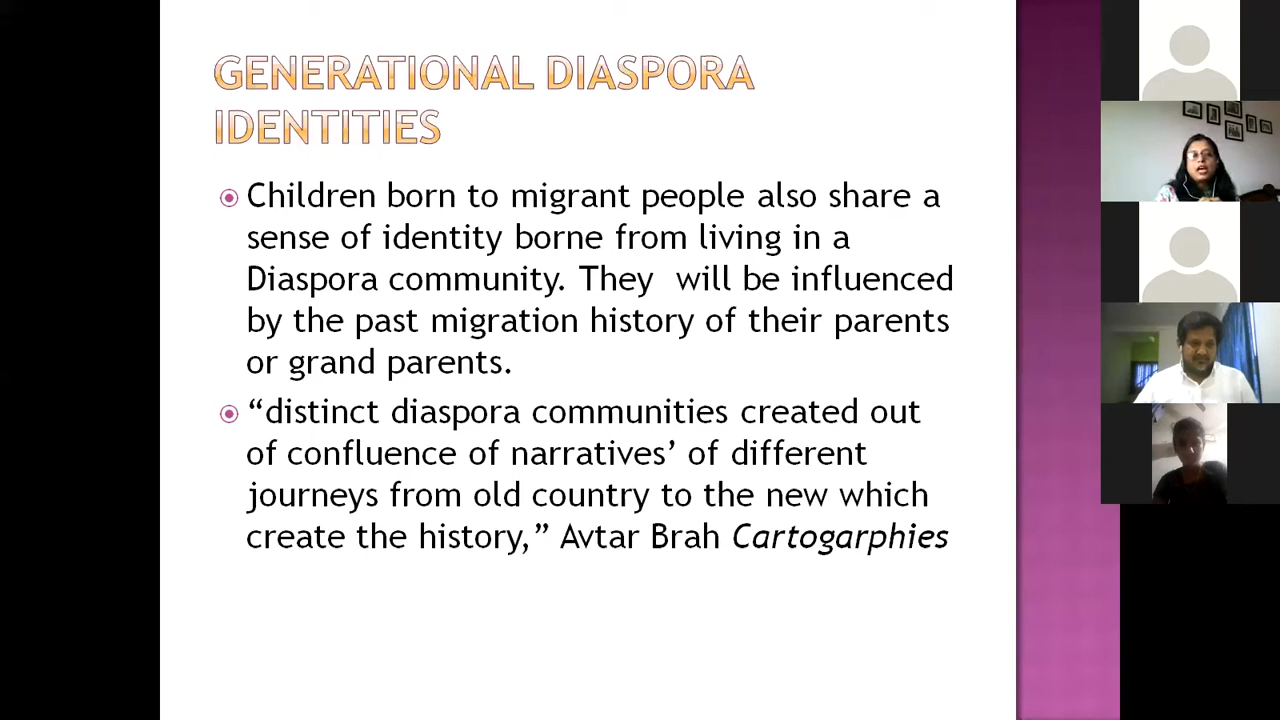 GENERATIONAL DIASPORA
IDENTITIES
Children born to migrant people also share a
sense of identity borne from living in a
Diaspora community. They will be influenced
by the past migration history of their parents
or grand parents.
“distinct diaspora communities created out
of confluence of narratives’ of different
journeys from old country to the new which
create the history,” Avtar Brah Cartogarphies